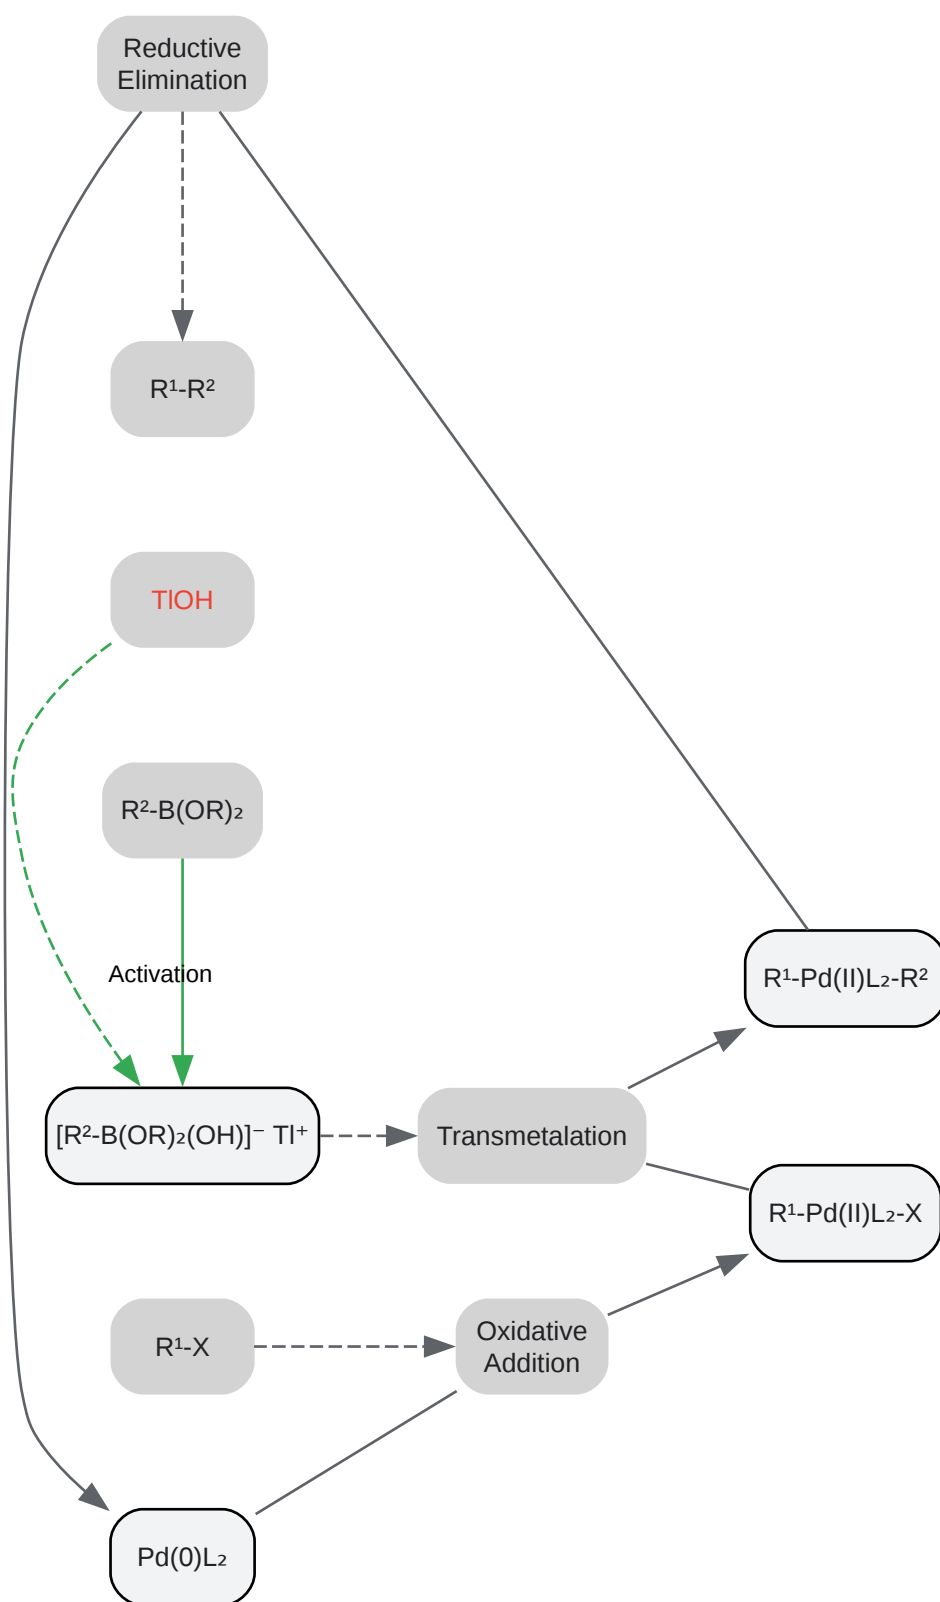 Reductive
Elimination
R¹-R²
TlOH
R²-B(OR)₂
Activation
R¹-Pd(II)L₂-R²
[R²-B(OR)₂(OH)]⁻ Tl⁺
Transmetalation
R¹-Pd(II)L₂-X
R¹-X
Oxidative
Addition
Pd(0)L₂